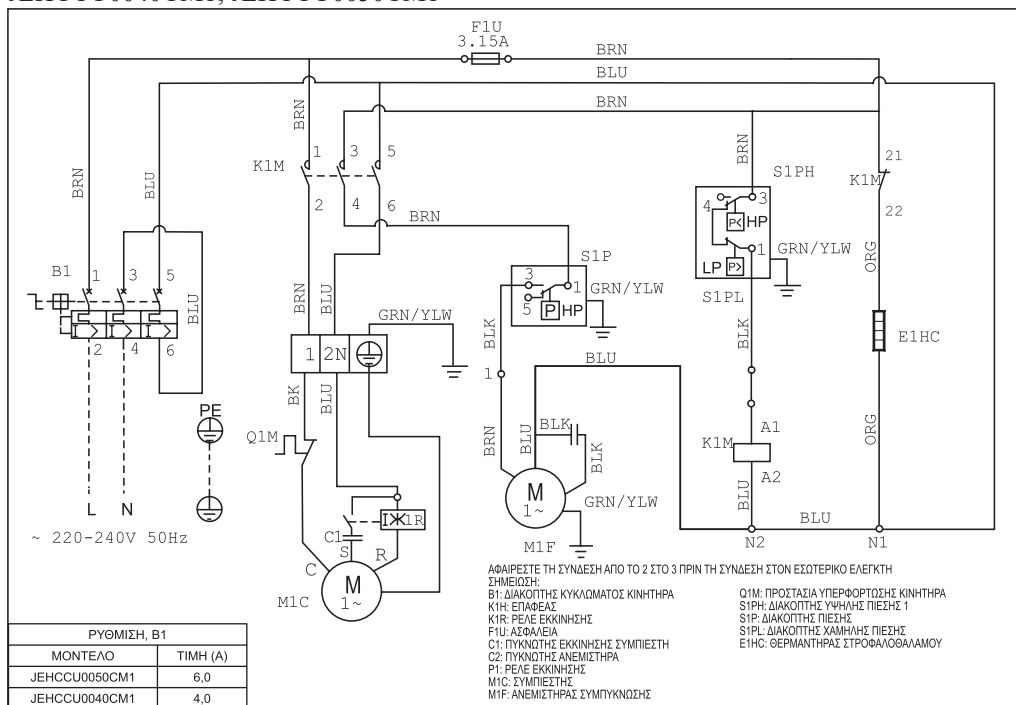 F1U
3.15A
BRN
BLU
BRN
BRN
BRN
BLU
BRN
K1M
1
3
5
2
4
6
BRN
S1PH
4
3
P<
HP
LP
P>
1
GRN/YLW
S1PL
21
K1M
22
ORG
B1
1
3
5
BLU
I>
I>
I>
2
4
6
BRN
BLU
GRN/YLW
1
2N
S1P
3
1
5
P
HP
GRN/YLW
BLK
1
BLU
BLK
E1HC
PE
BK
BLU
Q1M
BRN
BLU
BLK
BLK
K1M
A1
A2
ORG
L
N
~ 220-240V 50Hz
1R
C1
S
R
C
M
1~
M1C
M
1~
GRN/YLW
M1F
BLU
BLU
N2
N1
ΑΦΑΙΡΕΣΤΕ ΤΗ ΣΥΝΔΕΣΗ ΑΠΟ ΤΟ 2 ΣΤΟ 3 ΠΡΙΝ ΤΗ ΣΥΝΔΕΣΗ ΣΤΟΝ ΕΣΩΤΕΡΙΚΟ ΕΛΕΓΚΤΗ
ΣΗΜΕΙΩΣΗ:
B1: ΔΙΑΚΟΠΤΗΣ ΚΥΚΛΩΜΑΤΟΣ ΚΙΝΗΤΗΡΑ
K1H: ΕΠΑΦΕΑΣ
K1R: ΡΕΛΕ ΕΚΚΙΝΗΣΗΣ
F1U: ΑΣΦΑΛΕΙΑ
C1: ΠΥΚΝΩΤΗΣ ΕΚΚΙΝΗΣΗΣ ΣΥΜΠΙΕΣΤΗ
C2: ΠΥΚΝΩΤΗΣ ΑΝΕΜΙΣΤΗΡΑ
P1: ΡΕΛΕ ΕΚΚΙΝΗΣΗΣ
M1C: ΣΥΜΠΙΕΣΤΗΣ
M1F: ΑΝΕΜΙΣΤΗΡΑΣ ΣΥΜΠΥΚΝΩΣΗΣ
Q1M: ΠΡΟΣΤΑΣΙΑ ΥΠΕΡΦΟΡΤΩΣΗΣ ΚΙΝΗΤΗΡΑ
S1PH: ΔΙΑΚΟΠΤΗΣ ΥΨΗΛΗΣ ΠΙΕΣΗΣ 1
S1P: ΔΙΑΚΟΠΤΗΣ ΠΙΕΣΗΣ
S1PL: ΔΙΑΚΟΠΤΗΣ ΧΑΜΗΛΗΣ ΠΙΕΣΗΣ
E1HC: ΘΕΡΜΑΝΤΗΡΑΣ ΣΤΡΟΦΑΛΟΘΑΛΑΜΟΥ
ΡΥΘΜΙΣΗ, B1
ΜΟΝΤΕΛΟ ΤΙΜΗ (A)
JEHCCU0050CM1 6,0
JEHCCU0040CM1 4,0